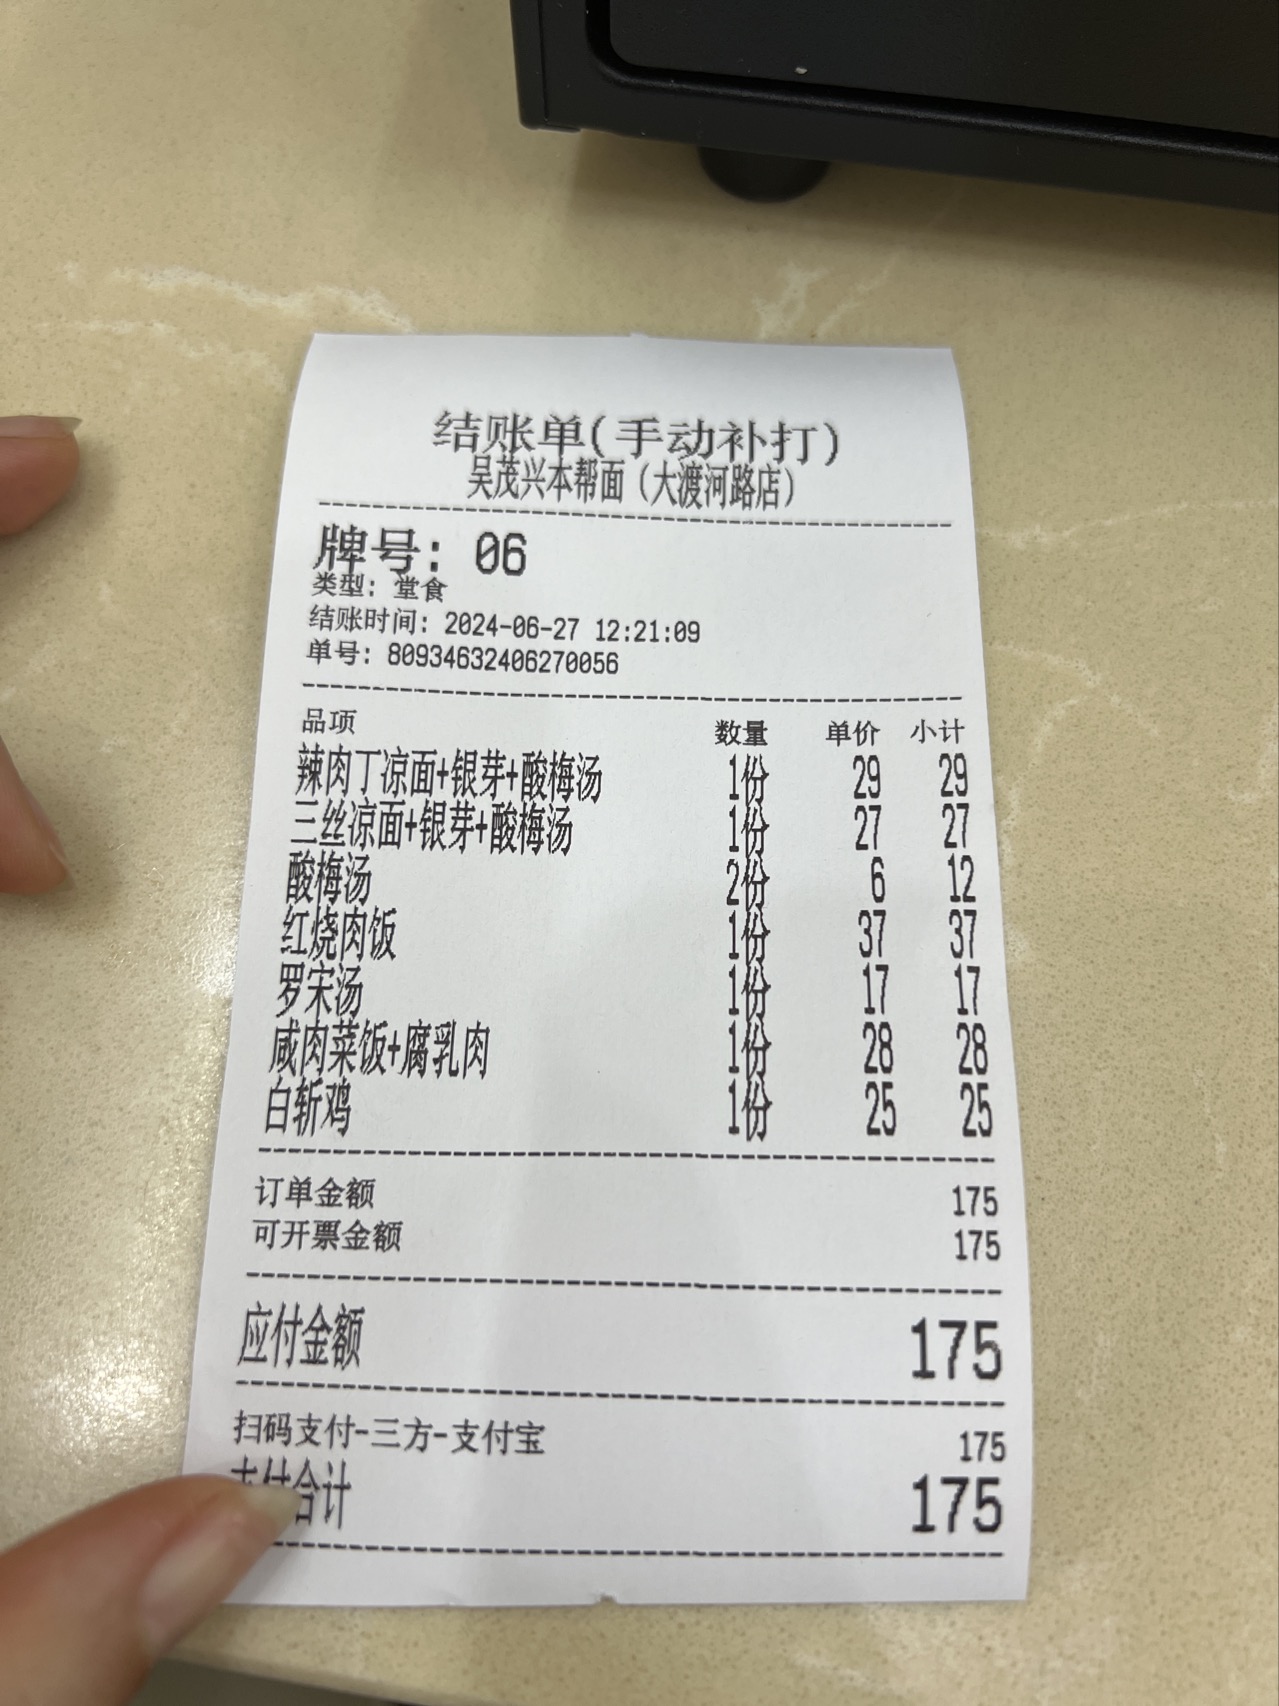 结账单(手动补打)
吴茂兴本帮面（大渡河路店）
牌号: 06
类型: 堂食
结账时间: 2024-06-27 12:21:09
单号: 80934632406270056
品项 数量 单价 小计
辣肉丁凉面+银芽+酸梅汤 1份 29 29
三丝凉面+银芽+酸梅汤 1份 27 27
酸梅汤 2份 6 12
红烧肉饭 1份 37 37
罗宋汤 1份 17 17
咸肉菜饭+腐乳肉 1份 28 28
白斩鸡 1份 25 25
订单金额 175
可开票金额 175
应付金额 175
扫码支付-三方-支付宝 175
支付合计 175